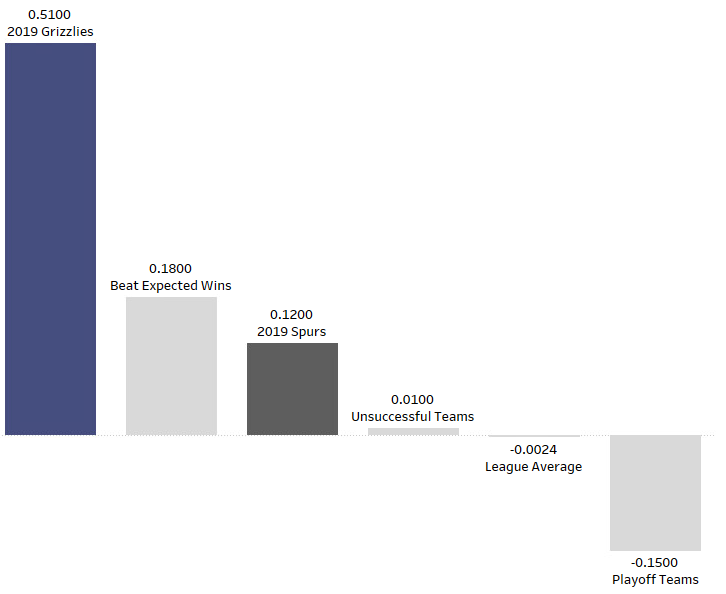 0.5100
2019 Grizzlies
0.1800
Beat Expected Wins
0.1200
2019 Spurs
0.0100
Unsuccessful Teams
-0.0024
League Average
-0.1500
Playoff Teams